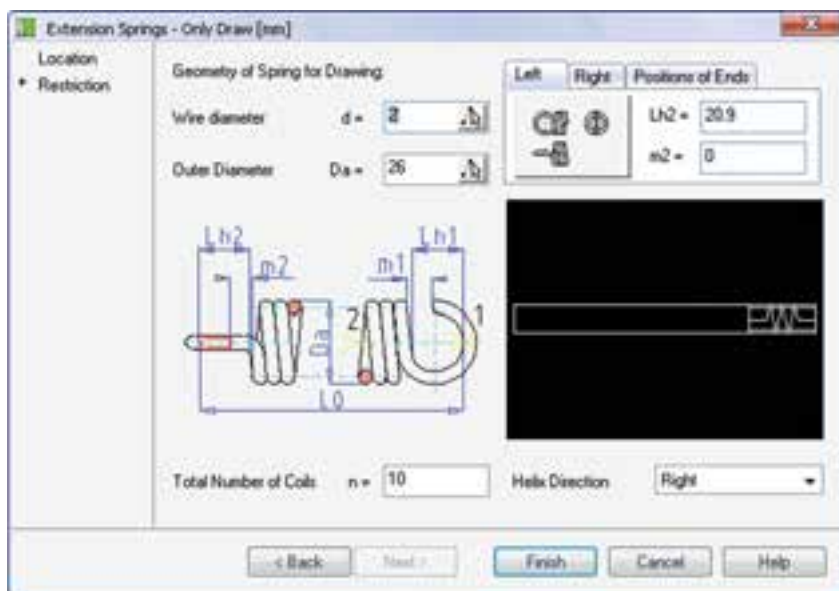 Extension Springs - Only Draw [mm]
Location
Restriction
Geometry of Spring for Drawing:
Wire diameter d = 2
Outer Diameter Da = 26
Left Right Positions of Ends
Lh2 = 20.9
m2 = 0
Lh2 Lh1
m2 m1
Da 2 1
L0
Total Number of Coils n = 10
Helix Direction Right
< Back Next > Finish Cancel Help